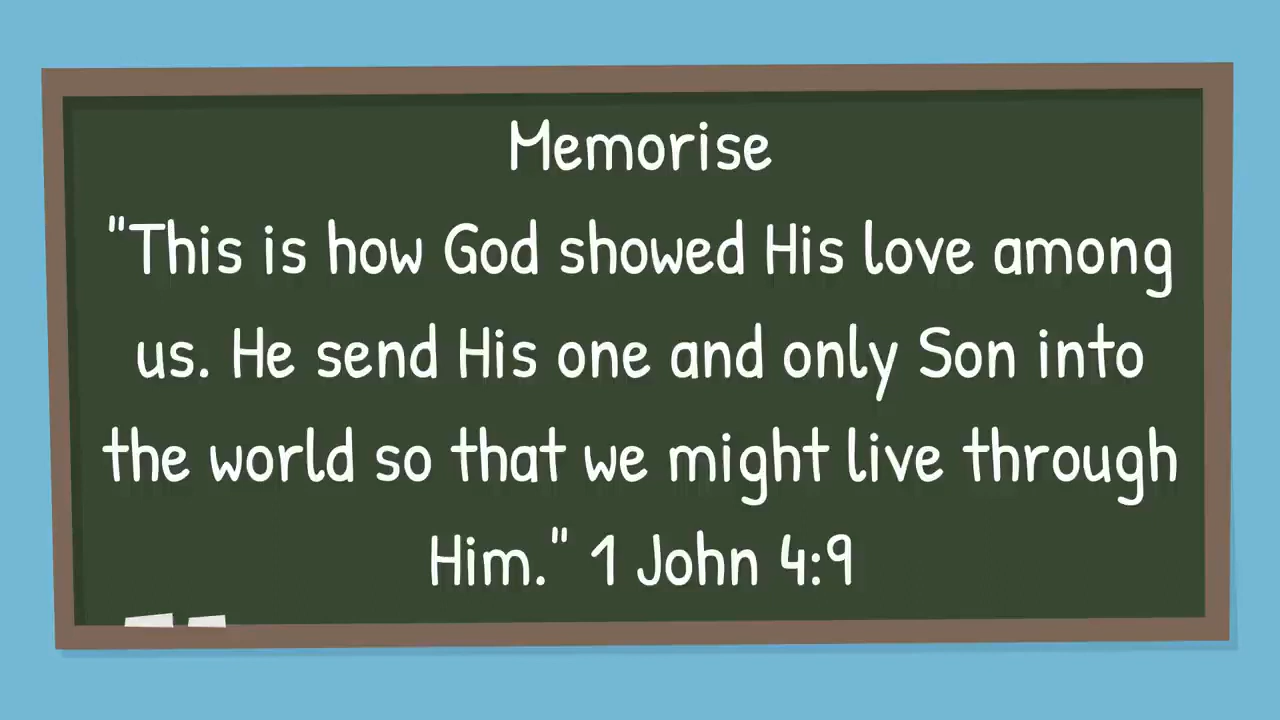 Memorise
"This is how God showed His love among
us. He send His one and only Son into
the world so that we might live through
Him." 1 John 4:9